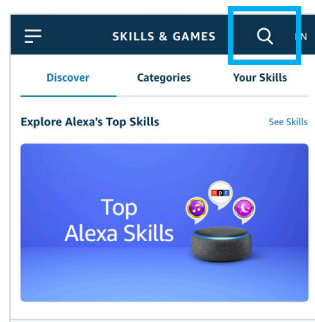 SKILLS & GAMES
Discover Categories Your Skills
Explore Alexa's Top Skills See Skills
npr
Top
Alexa Skills